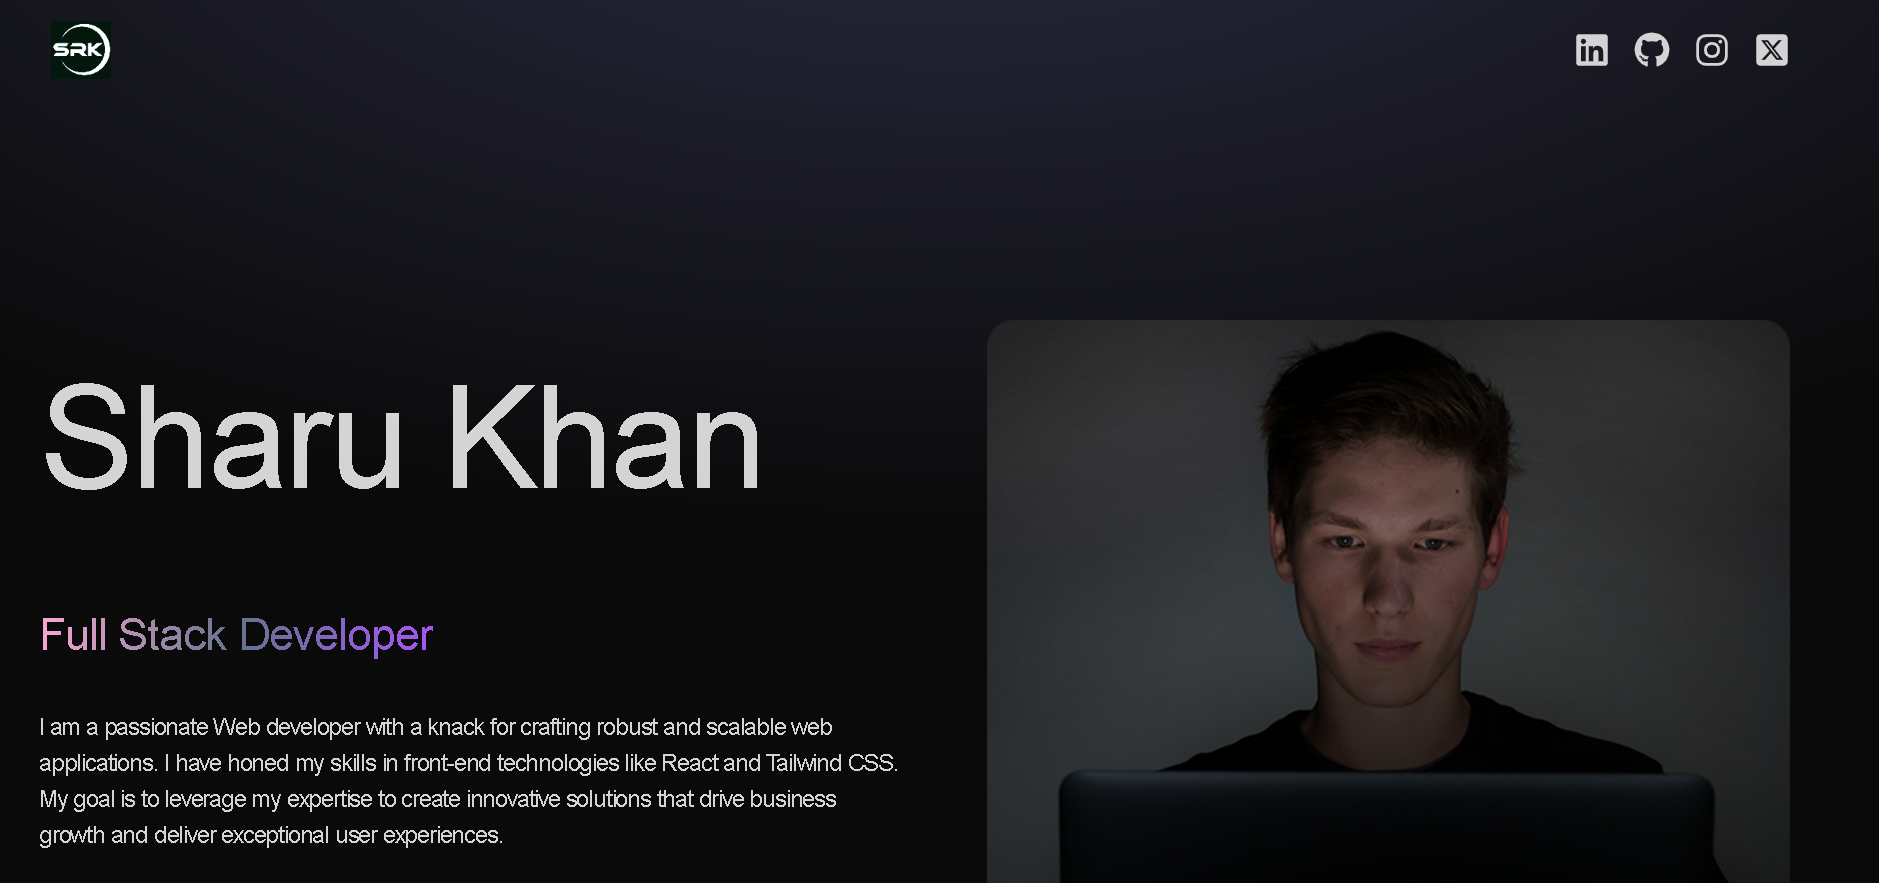 SRK
Sharu Khan
Full Stack Developer
I am a passionate Web developer with a knack for crafting robust and scalable web
applications. I have honed my skills in front-end technologies like React and Tailwind CSS.
My goal is to leverage my expertise to create innovative solutions that drive business
growth and deliver exceptional user experiences.